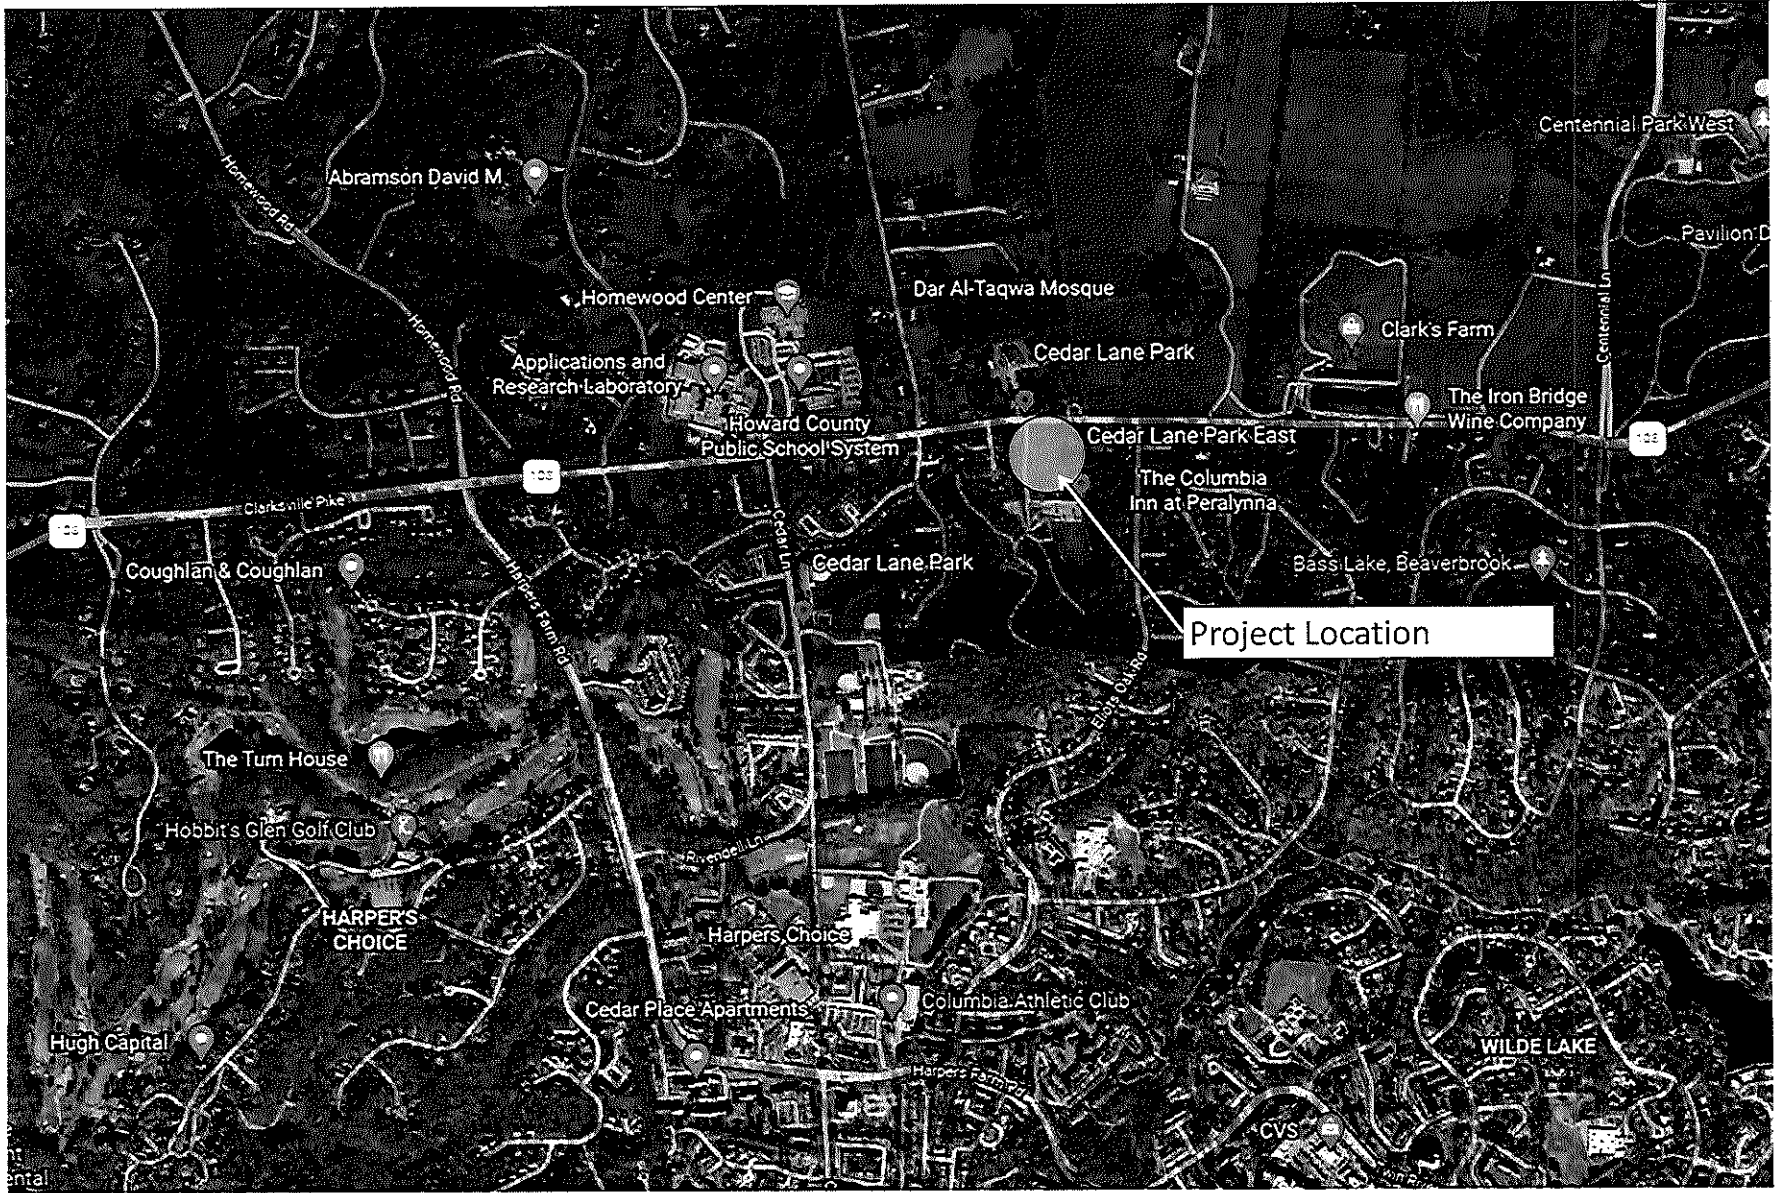 Centennial Park West
Homewood Rd
Abramson David M
Pavilion D
Homewood Center
Dar Al-Taqwa Mosque
Centennial Ln
Homewood Rd
Clark's Farm
Applications and
Research Laboratory
Cedar Lane Park
The Iron Bridge
Wine Company
Howard County
Public School System
Cedar Lane Park East
108
108
The Columbia
Inn at Peralynna
Clarksville Pike
108
Cedar Ln
Coughlan & Coughlan
Cedar Lane Park
Bass Lake, Beaverbrook
Harpers Farm Rd
Project Location
Eliots Oak Rd
The Turn House
Hobbit's Glen Golf Club
Rivendell Ln
HARPER'S
CHOICE
Harpers Choice
Cedar Place Apartments
Columbia Athletic Club
Hugh Capital
WILDE LAKE
Harpers Farm Rd
CVS
ental